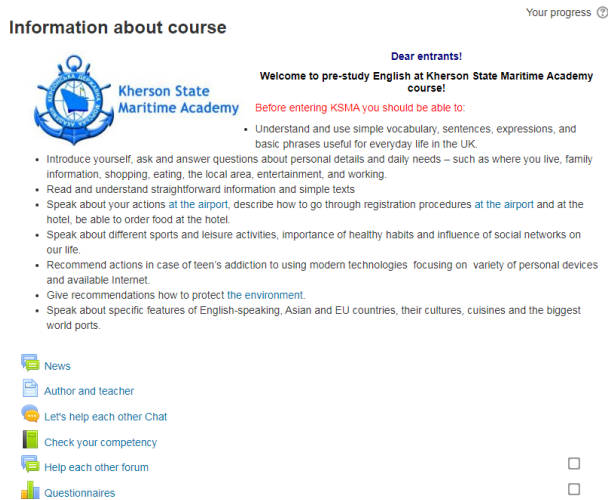 Your progress
Information about course
Dear entrants!
Welcome to pre-study English at Kherson State Maritime Academy
course!
Kherson State
Maritime Academy
Before entering KSMA you should be able to:
• Understand and use simple vocabulary, sentences, expressions, and
basic phrases useful for everyday life in the UK.
• Introduce yourself, ask and answer questions about personal details and daily needs – such as where you live, family
information, shopping, eating, the local area, entertainment, and working.
• Read and understand straightforward information and simple texts
• Speak about your actions at the airport, describe how to go through registration procedures at the airport and at the
hotel, be able to order food at the hotel.
• Speak about different sports and leisure activities, importance of healthy habits and influence of social networks on
our life.
• Recommend actions in case of teen's addiction to using modern technologies focusing on variety of personal devices
and available Internet.
• Give recommendations how to protect the environment.
• Speak about specific features of English-speaking, Asian and EU countries, their cultures, cuisines and the biggest
world ports.
News
Author and teacher
Let's help each other Chat
Check your competency
Help each other forum
Questionnaires